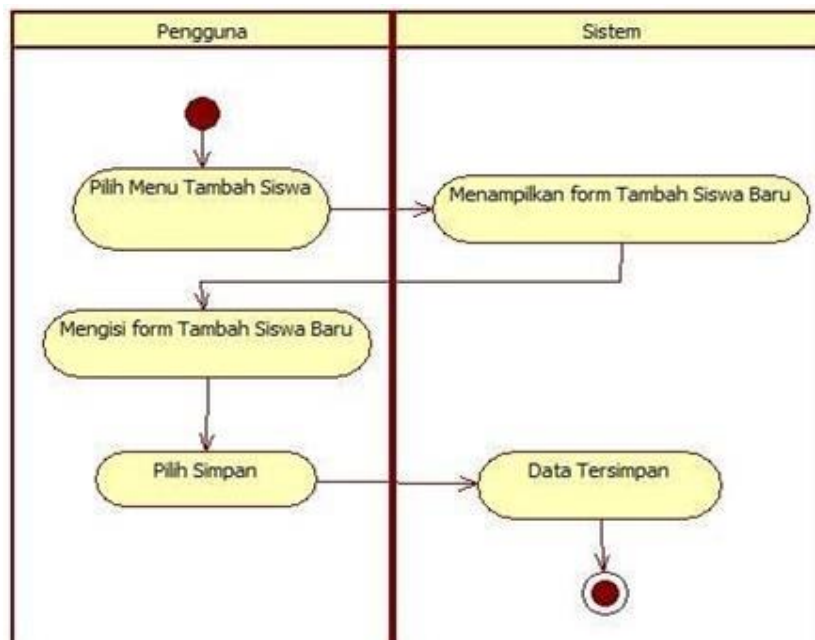 Pengguna
Sistem
Pilih Menu Tambah Siswa
Menampilkan form Tambah Siswa Baru
Mengisi form Tambah Siswa Baru
Pilih Simpan
Data Tersimpan